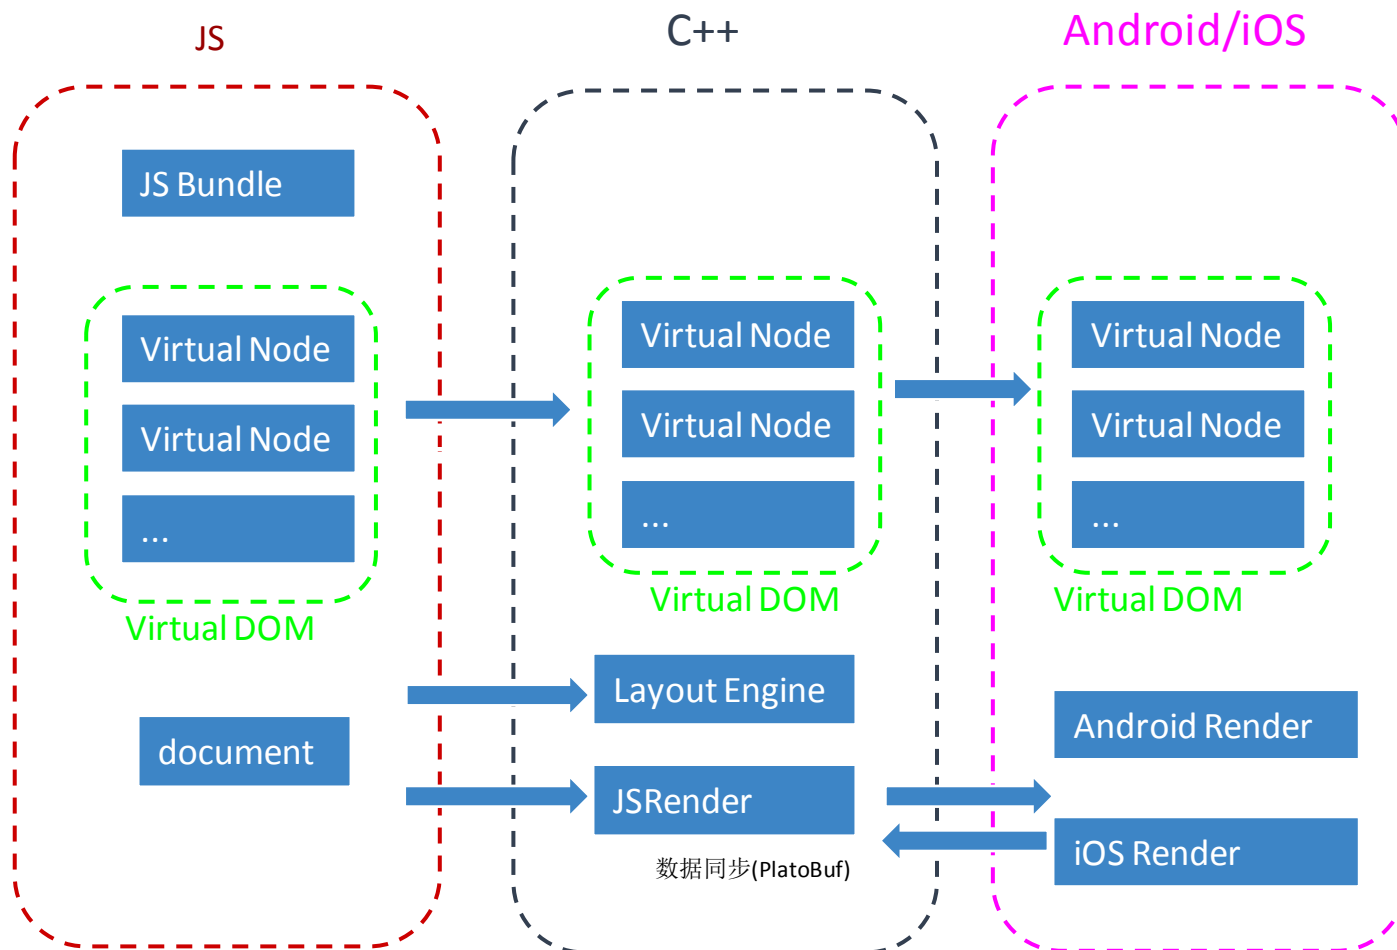 JS
JS Bundle
Virtual Node
Virtual Node
...
Virtual DOM
document
C++
Virtual Node
Virtual Node
...
Virtual DOM
Layout Engine
JSRender
数据同步(PlatoBuf)
Android/iOS
Virtual Node
Virtual Node
...
Virtual DOM
Android Render
iOS Render